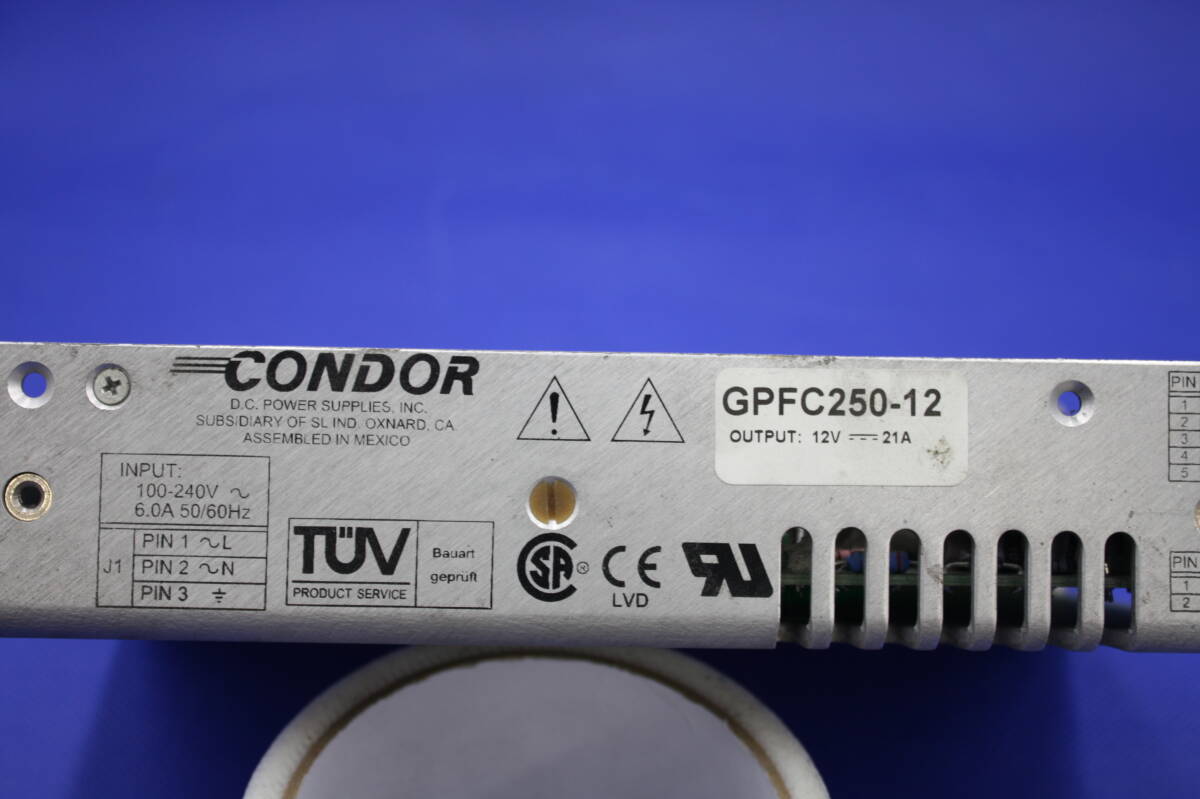 CONDOR
D.C. POWER SUPPLIES, INC.
SUBSIDIARY OF SL IND. OXNARD, CA
ASSEMBLED IN MEXICO
INPUT:
100-240V ~
6.0A 50/60Hz
J1
PIN 1 ~ L
PIN 2 ~ N
PIN 3 ⏚
TÜV
PRODUCT SERVICE
Bauart
geprüft
SA
CE
LVD
GPFC250-12
OUTPUT: 12V ⎓ 21A
PIN
1
2
3
4
5
PIN
1
2